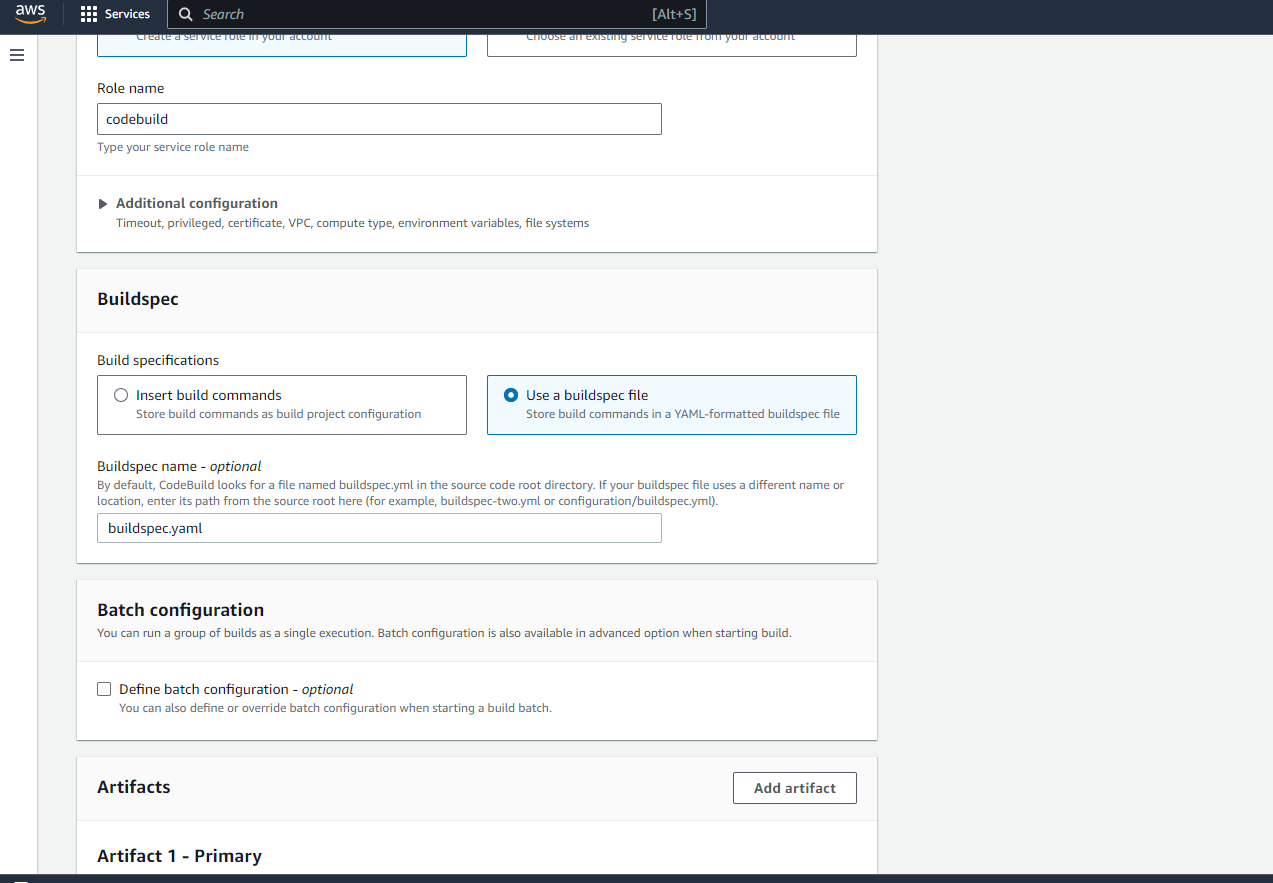 aws
Services
Search
[Alt+S]
Create a service role in your account
Choose an existing service role from your account
Role name
codebuild
Type your service role name
Additional configuration
Timeout, privileged, certificate, VPC, compute type, environment variables, file systems
Buildspec
Build specifications
Insert build commands
Store build commands as build project configuration
Use a buildspec file
Store build commands in a YAML-formatted buildspec file
Buildspec name - optional
By default, CodeBuild looks for a file named buildspec.yml in the source code root directory. If your buildspec file uses a different name or
location, enter its path from the source root here (for example, buildspec-two.yml or configuration/buildspec.yml).
buildspec.yaml
Batch configuration
You can run a group of builds as a single execution. Batch configuration is also available in advanced option when starting build.
Define batch configuration - optional
You can also define or override batch configuration when starting a build batch.
Artifacts
Add artifact
Artifact 1 - Primary